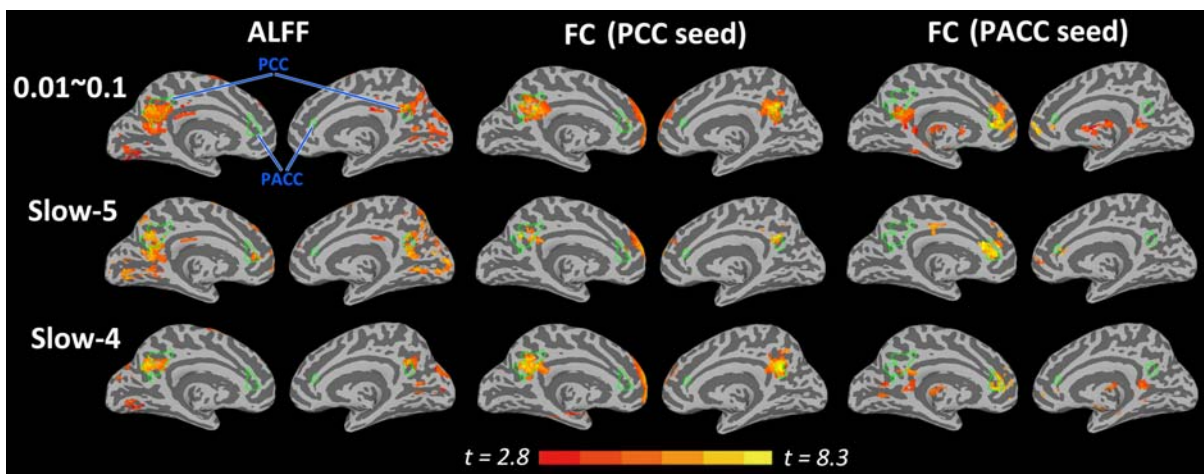 ALFF
FC (PCC seed)
FC (PACC seed)
PCC
0.01~0.1
PACC
Slow-5
Slow-4
t = 2.8
t = 8.3